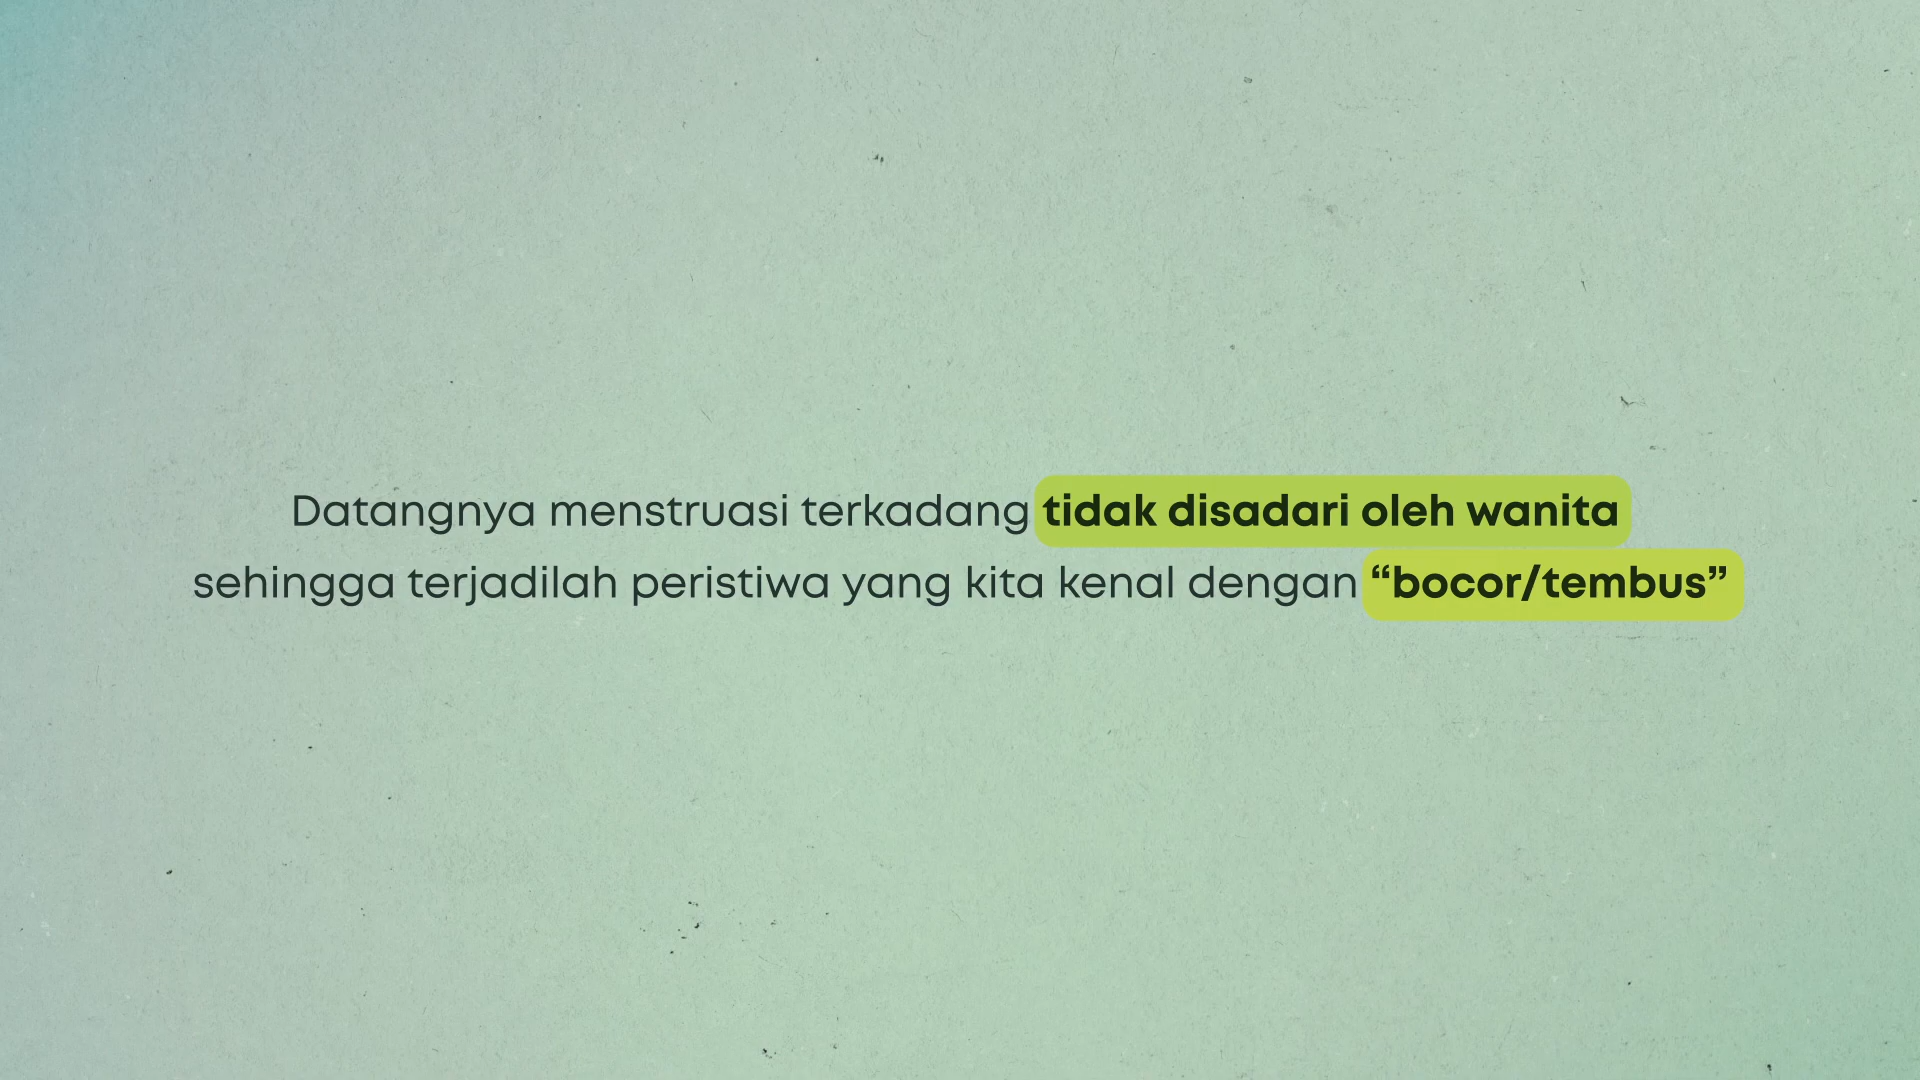 Datangnya menstruasi terkadang tidak disadari oleh wanita
sehingga terjadilah peristiwa yang kita kenal dengan “bocor/tembus”